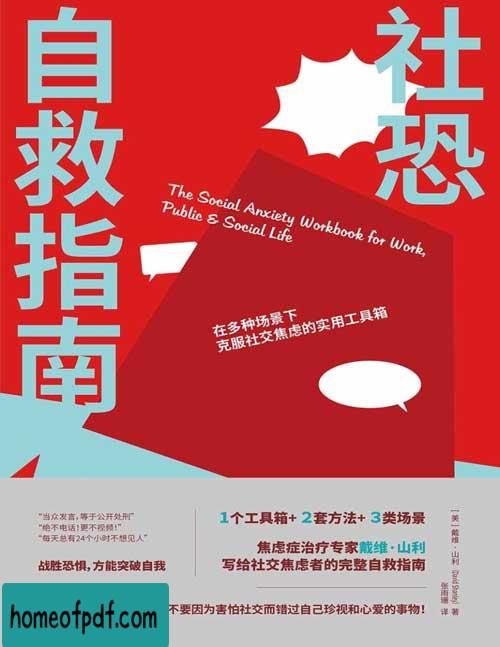 社恐
自救指南
The Social Anxiety Workbook for Work,
Public & Social Life
在多种场景下
克服社交焦虑的实用工具箱
“当众发言，等于公开处刑”
“绝不电话！更不视频！”
“每天总有24个小时不想见人”
战胜恐惧，方能突破自我
1个工具箱+ 2套方法+ 3类场景
焦虑症治疗专家戴维·山利
写给社交焦虑者的完整自救指南
[美] 戴维·山利 (David Shanley) 著
张雨珊 译
不要因为害怕社交而错过自己珍视和心爱的事物！
homeofpdf.com